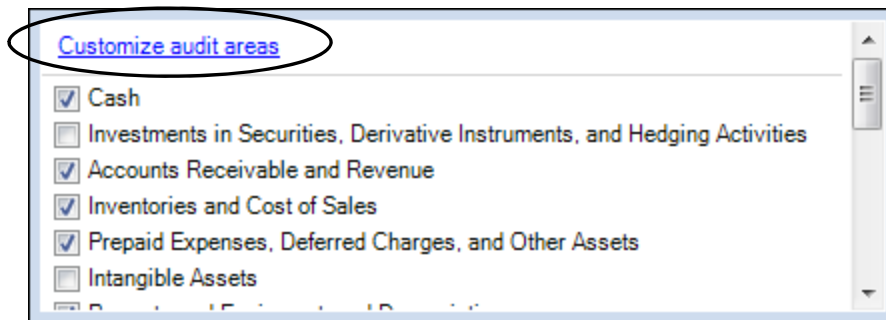 Customize audit areas
Cash
Investments in Securities, Derivative Instruments, and Hedging Activities
Accounts Receivable and Revenue
Inventories and Cost of Sales
Prepaid Expenses, Deferred Charges, and Other Assets
Intangible Assets